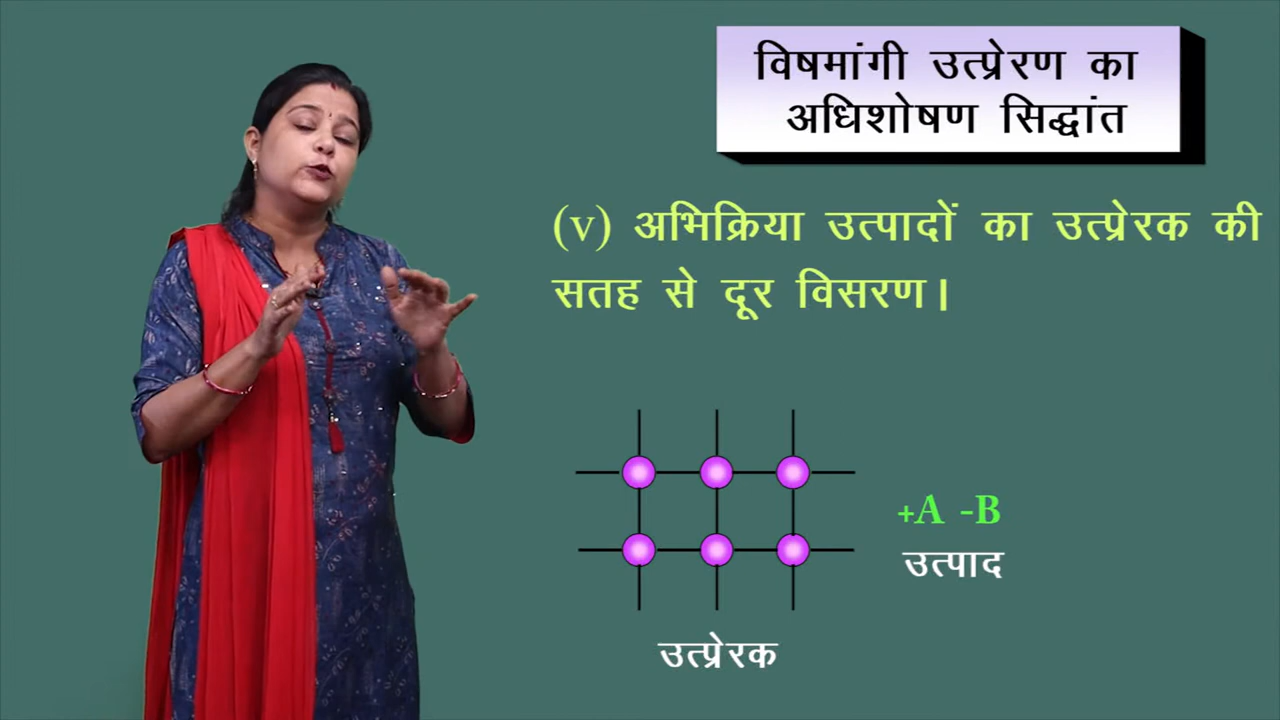 विषमांगी उत्प्रेरण का
अधिशोषण सिद्धांत
(v) अभिक्रिया उत्पादों का उत्प्रेरक की
सतह से दूर विसरण।
+A -B
उत्पाद
उत्प्रेरक